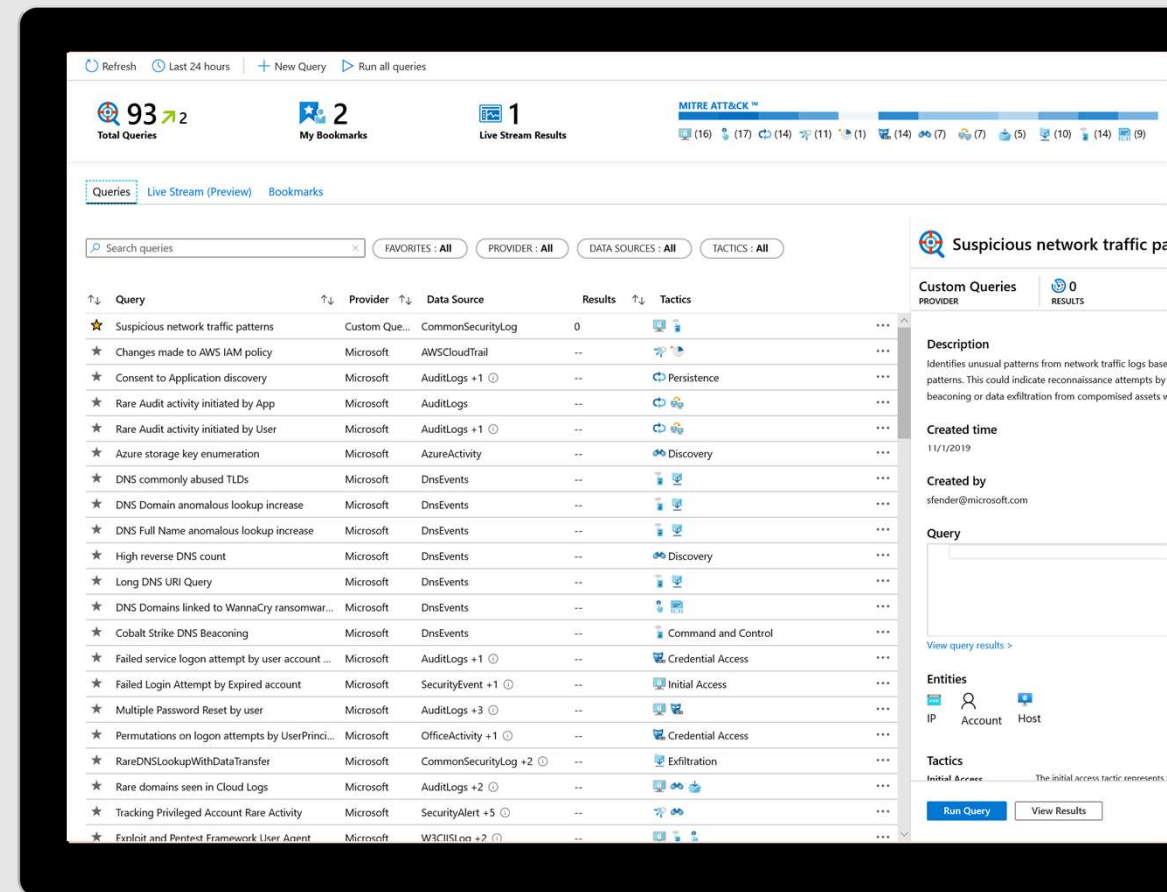 Refresh Last 24 hours + New Query Run all queries
93 2
Total Queries
2
My Bookmarks
1
Live Stream Results
MITRE ATT&CK ™
(16) (17) (14) (11) (1) (14) (7) (7) (5) (10) (14) (9)
Queries Live Stream (Preview) Bookmarks
Search queries FAVORITES : All PROVIDER : All DATA SOURCES : All TACTICS : All
Query Provider Data Source Results Tactics
Suspicious network traffic patterns Custom Que... CommonSecurityLog 0 ...
Changes made to AWS IAM policy Microsoft AWSCloudTrail -- ...
Consent to Application discovery Microsoft AuditLogs +1 -- Persistence ...
Rare Audit activity initiated by App Microsoft AuditLogs -- ...
Rare Audit activity initiated by User Microsoft AuditLogs +1 -- ...
Azure storage key enumeration Microsoft AzureActivity -- Discovery ...
DNS commonly abused TLDs Microsoft DnsEvents -- ...
DNS Domain anomalous lookup increase Microsoft DnsEvents -- ...
DNS Full Name anomalous lookup increase Microsoft DnsEvents -- ...
High reverse DNS count Microsoft DnsEvents -- Discovery ...
Long DNS URI Query Microsoft DnsEvents -- ...
DNS Domains linked to WannaCry ransomwar... Microsoft DnsEvents -- ...
Cobalt Strike DNS Beaconing Microsoft DnsEvents -- Command and Control ...
Failed service logon attempt by user account ... Microsoft AuditLogs +1 -- Credential Access ...
Failed Login Attempt by Expired account Microsoft SecurityEvent +1 -- Initial Access ...
Multiple Password Reset by user Microsoft AuditLogs +3 -- ...
Permutations on logon attempts by UserPrinci... Microsoft OfficeActivity +1 -- Credential Access ...
RareDNSLookupWithDataTransfer Microsoft CommonSecurityLog +2 -- Exfiltration ...
Rare domains seen in Cloud Logs Microsoft AuditLogs +2 -- ...
Tracking Privileged Account Rare Activity Microsoft SecurityAlert +5 -- ...
Exploit and Pentest Framework User Agent Microsoft W3CIISLog +2 -- ...
Suspicious network traffic pa
Custom Queries
PROVIDER
0
RESULTS
Description
Identifies unusual patterns from network traffic logs base
patterns. This could indicate reconnaissance attempts by
beaconing or data exfiltration from compomised assets w
Created time
11/1/2019
Created by
sfender@microsoft.com
Query
View query results >
Entities
IP Account Host
Tactics
Initial Access The initial access tactic represents
Run Query View Results